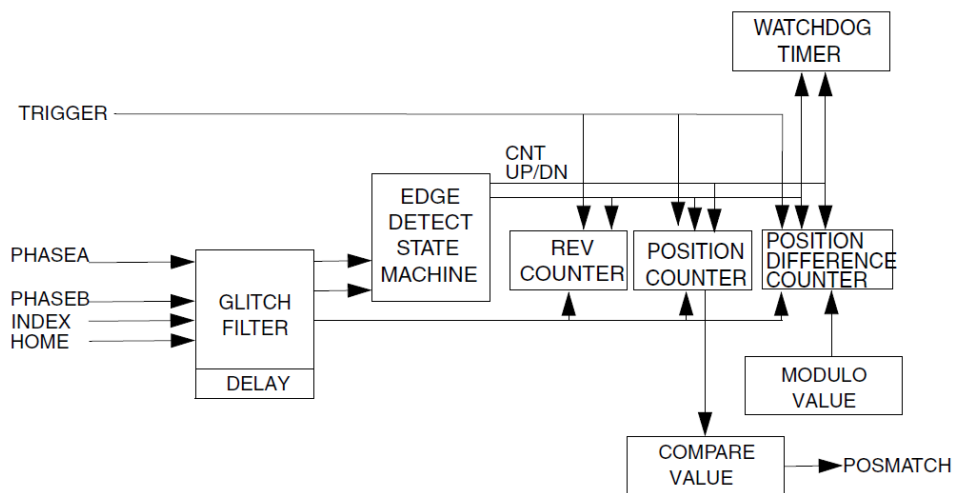 WATCHDOG
TIMER
TRIGGER
CNT
UP/DN
EDGE
DETECT
STATE
MACHINE
REV
COUNTER
POSITION
COUNTER
POSITION
DIFFERENCE
COUNTER
PHASEA
PHASEB
INDEX
HOME
GLITCH
FILTER
DELAY
MODULO
VALUE
COMPARE
VALUE
POSMATCH